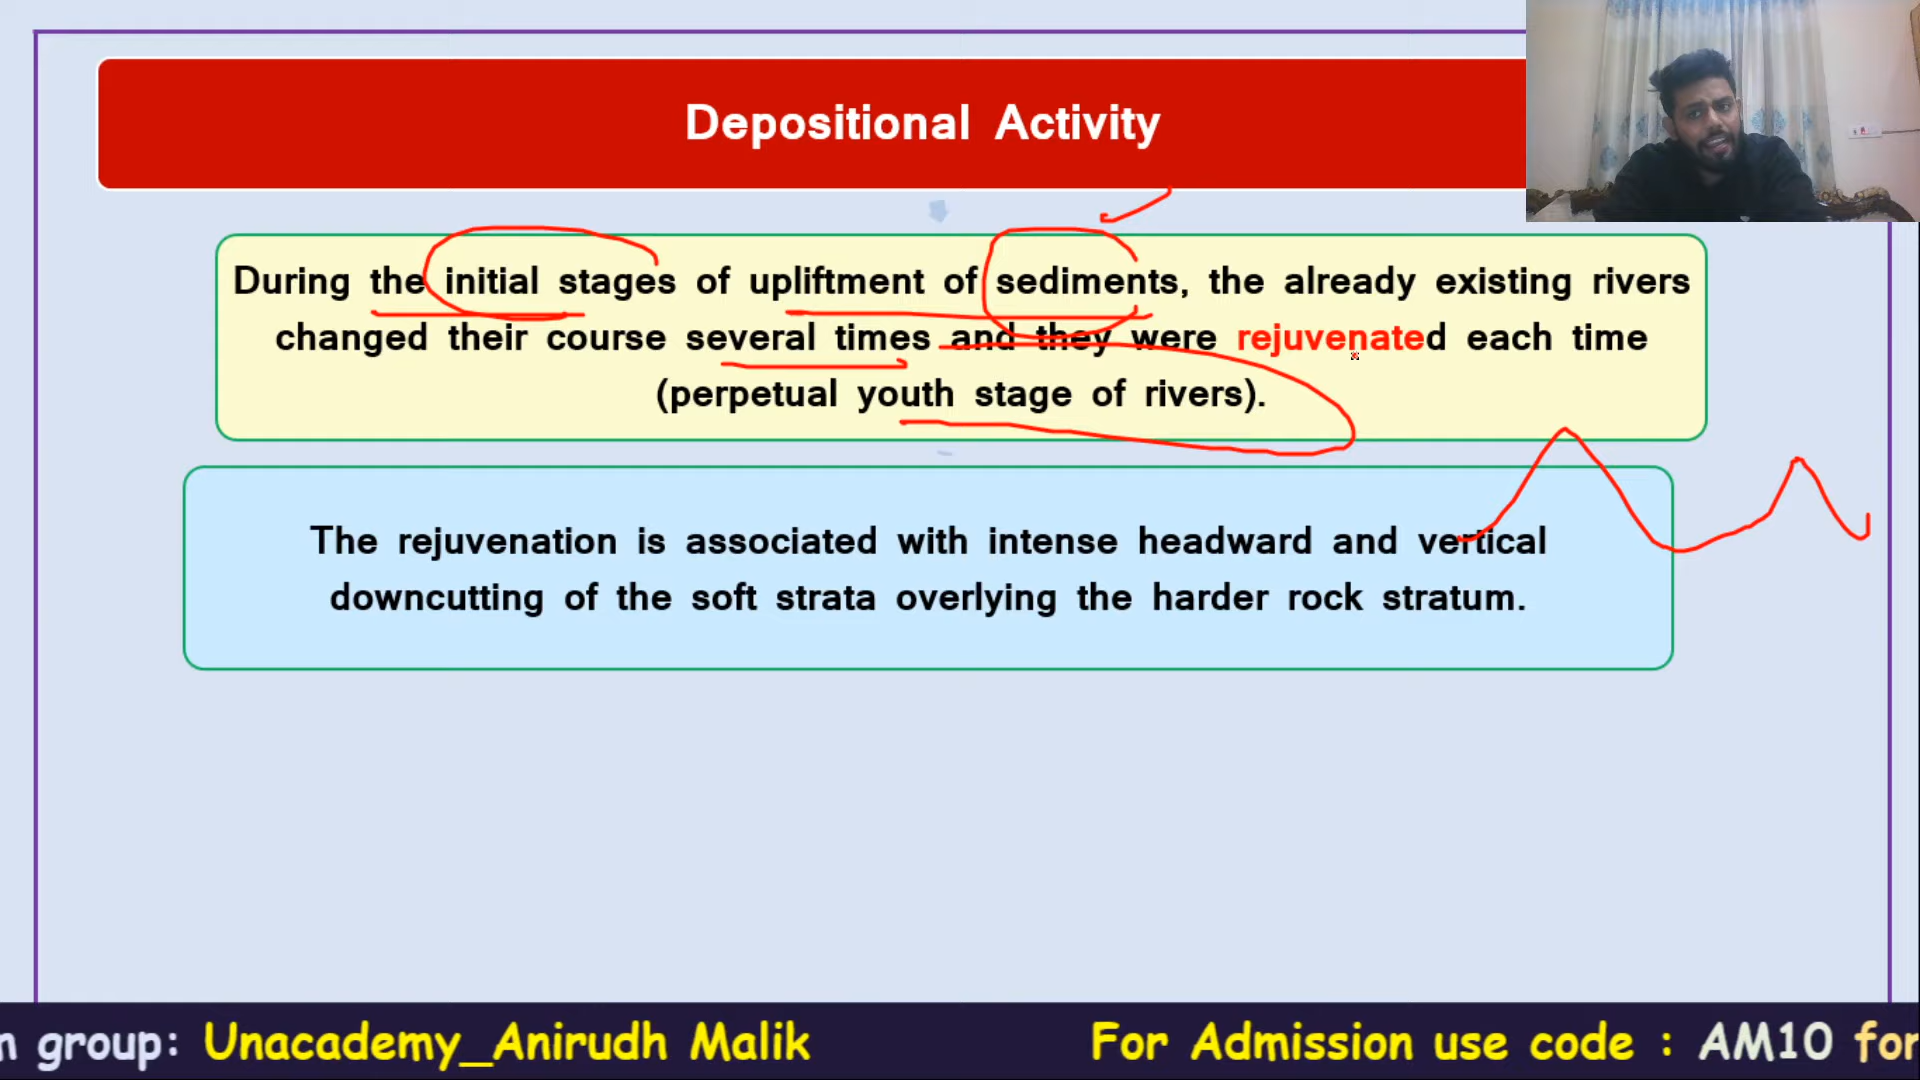 Depositional Activity
During the initial stages of upliftment of sediments, the already existing rivers
changed their course several times and they were rejuvenated each time
(perpetual youth stage of rivers).
The rejuvenation is associated with intense headward and vertical
downcutting of the soft strata overlying the harder rock stratum.
group: Unacademy_Anirudh Malik For Admission use code : AM10 for